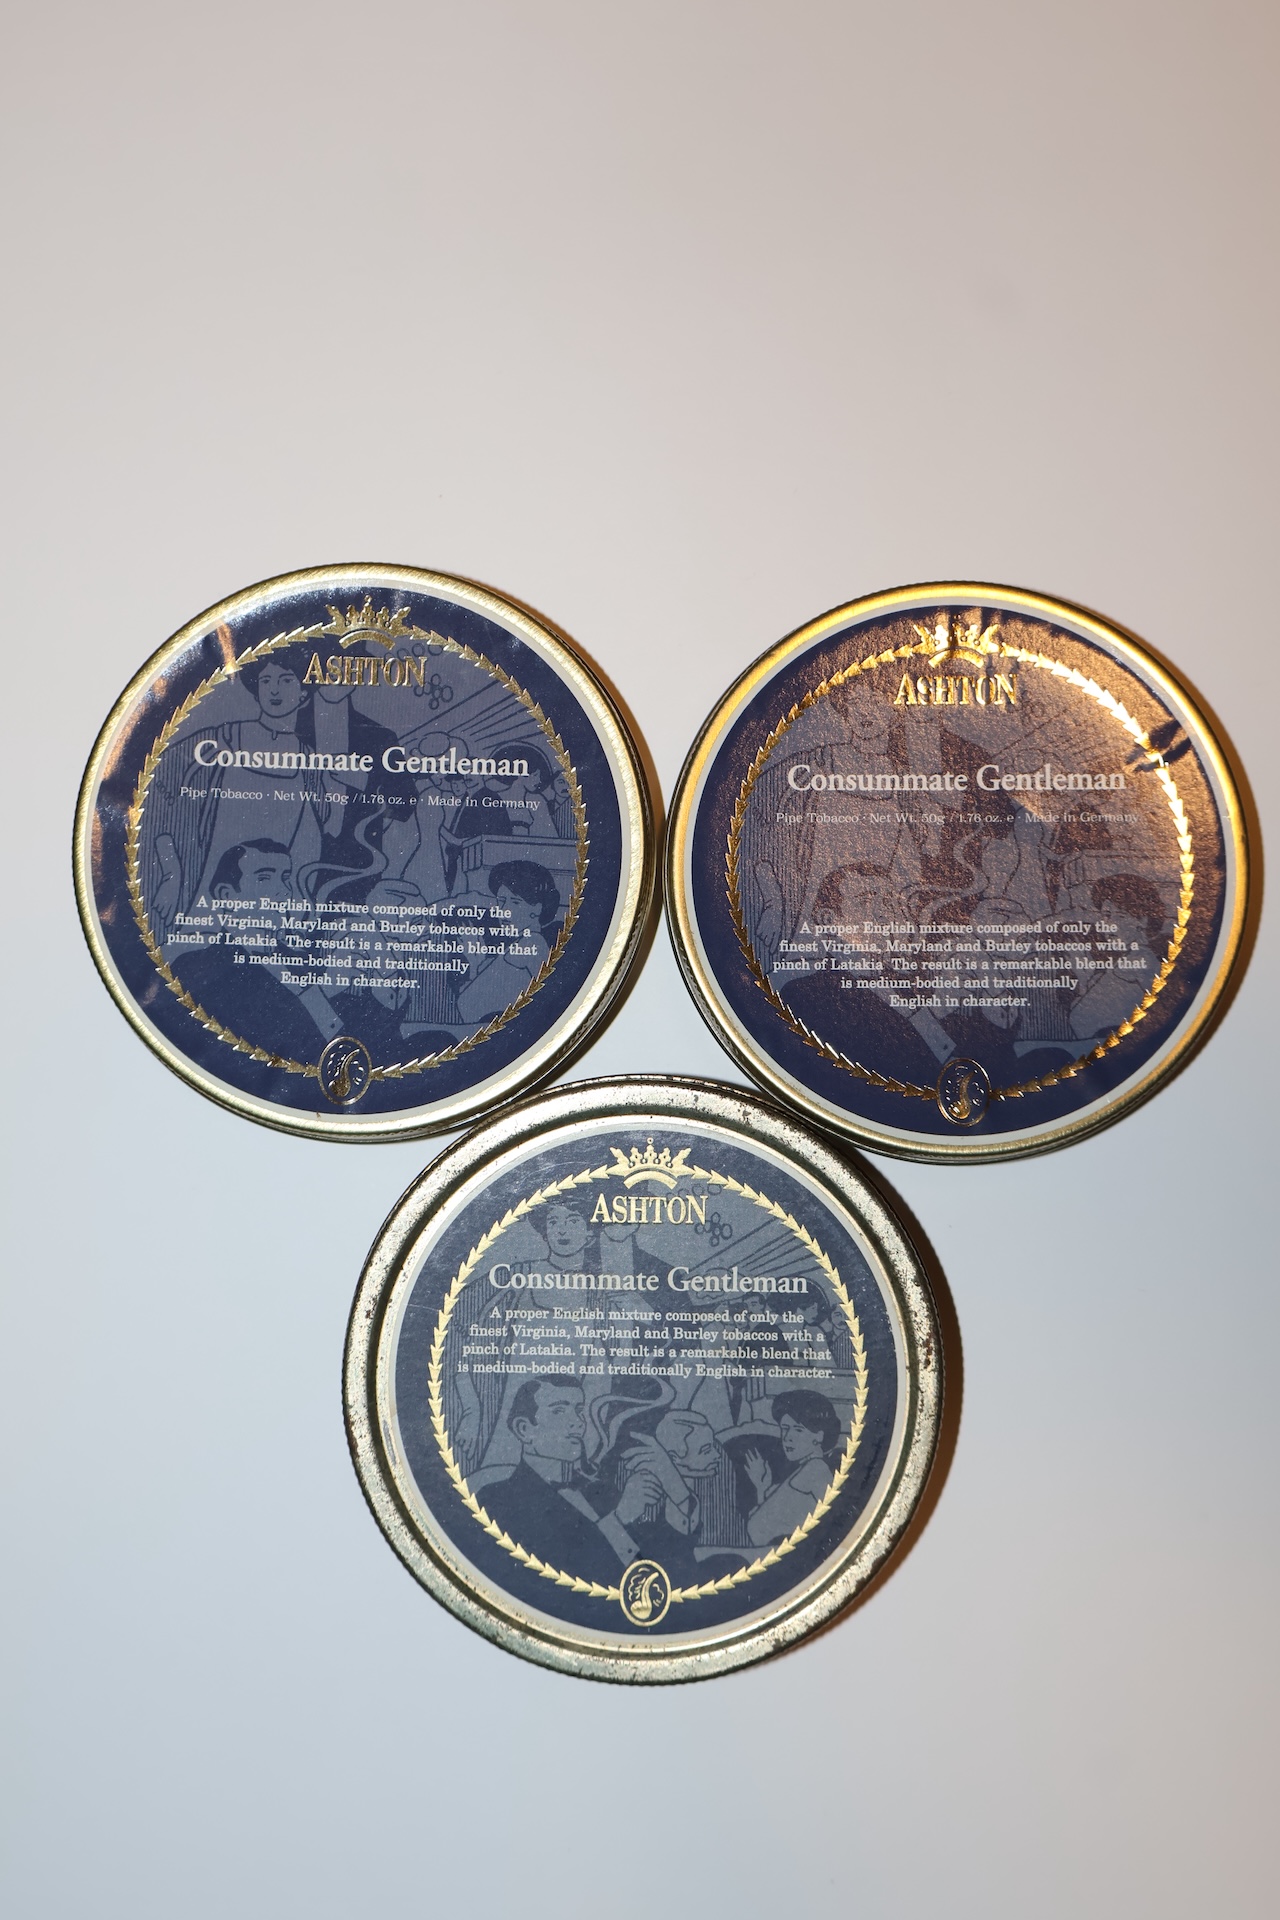 ASHTON
Consummate Gentleman
Pipe Tobacco · Net Wt. 50g / 1.76 oz. e · Made in Germany
A proper English mixture composed of only the
finest Virginia, Maryland and Burley tobaccos with a
pinch of Latakia The result is a remarkable blend that
is medium-bodied and traditionally
English in character.
ASHTON
Consummate Gentleman
Pipe Tobacco · Net Wt. 50g / 1.76 oz. e · Made in Germany
A proper English mixture composed of only the
finest Virginia, Maryland and Burley tobaccos with a
pinch of Latakia The result is a remarkable blend that
is medium-bodied and traditionally
English in character.
ASHTON
Consummate Gentleman
A proper English mixture composed of only the
finest Virginia, Maryland and Burley tobaccos with a
pinch of Latakia. The result is a remarkable blend that
is medium-bodied and traditionally English in character.